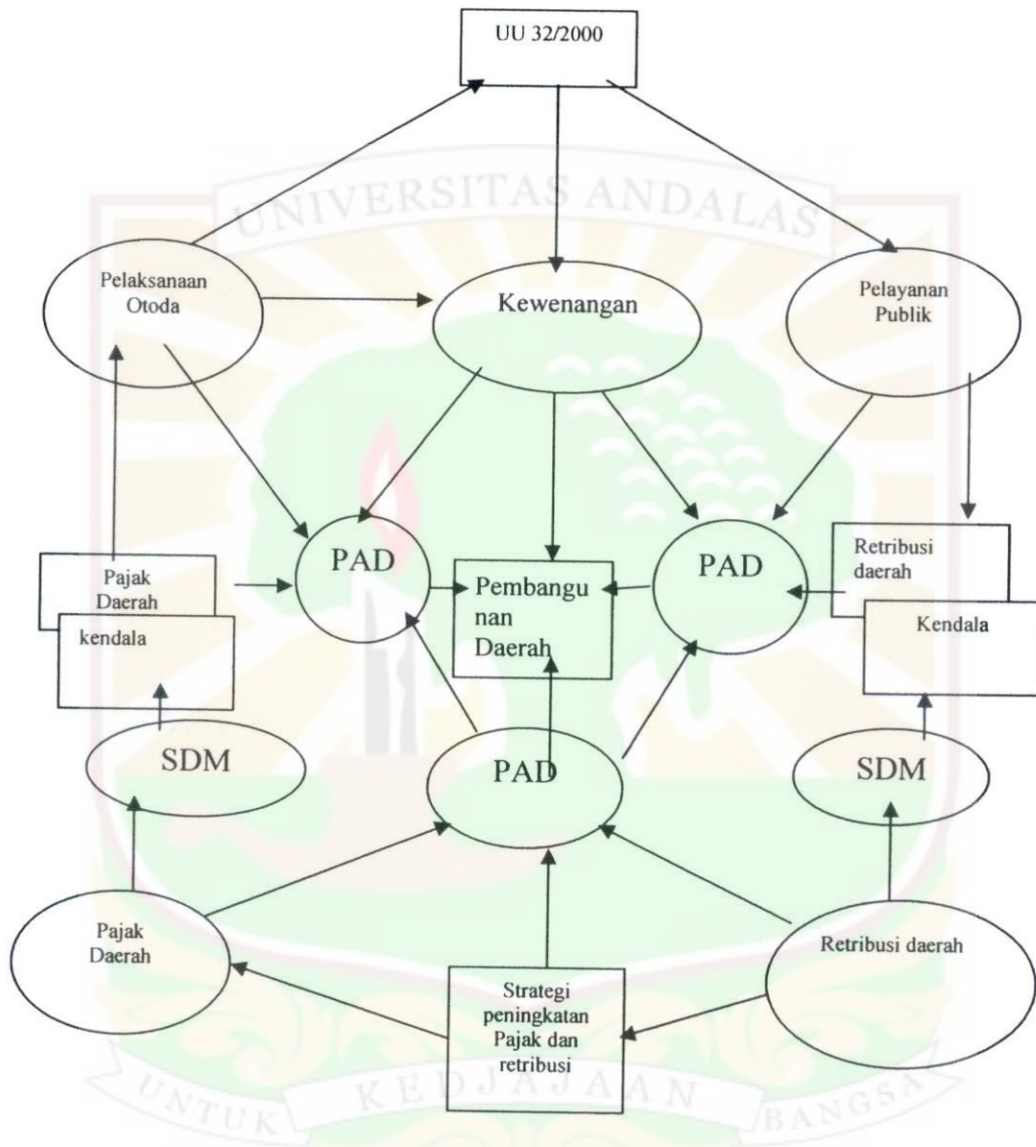 UU 32/2000
UNIVERSITAS ANDALAS
Pelaksanaan
Otoda
Kewenangan
Pelayanan
Publik
PAD
PAD
Pajak
Daerah
kendala
Pembangu
nan
Daerah
Retribusi
daerah
Kendala
SDM
PAD
SDM
Pajak
Daerah
Retribusi daerah
Strategi
peningkatan
Pajak dan
retribusi
UNTUK KEDJAJAAN BANGSA